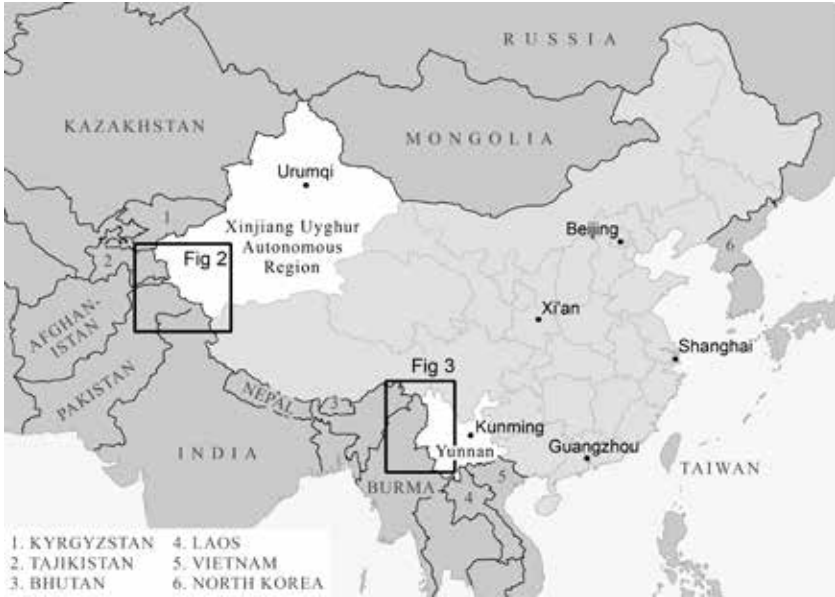 RUSSIA
KAZAKHSTAN
MONGOLIA
Urumqi
1
Xinjiang Uyghur
Autonomous
Region
Beijing
6
2
Fig 2
AFGHAN-
ISTAN
Xi'an
Shanghai
PAKISTAN
Fig 3
NEPAL
3
Kunming
INDIA
Yunnan
Guangzhou
TAIWAN
BURMA
4
5
1. KYRGYZSTAN
2. TAJIKISTAN
3. BHUTAN
4. LAOS
5. VIETNAM
6. NORTH KOREA